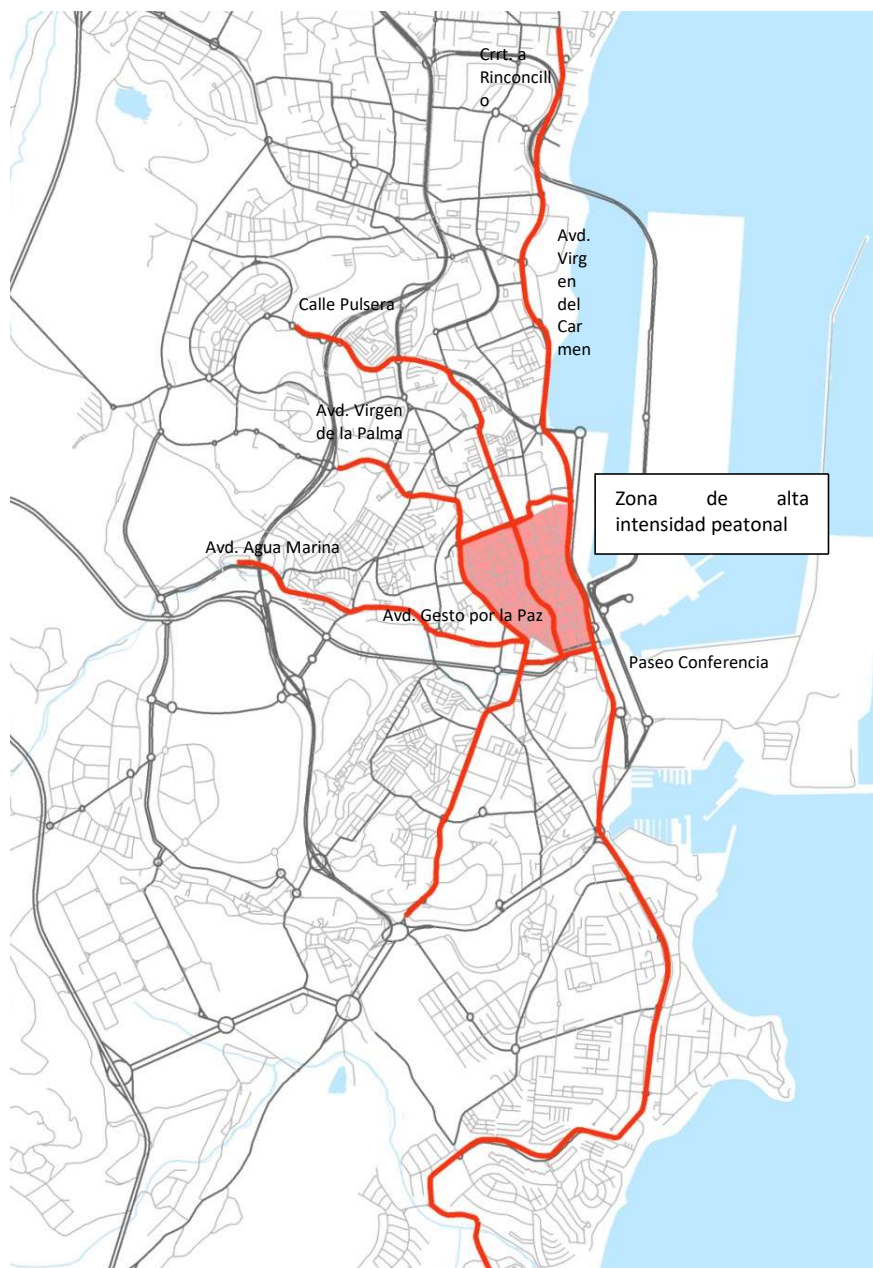 Crrt. a
Rinconcill
o
Avd.
Virg
en
del
Car
men
Calle Pulsera
Avd. Virgen
de la Palma
Zona de alta
intensidad peatonal
Avd. Agua Marina
Avd. Gesto por la Paz
Paseo Conferencia